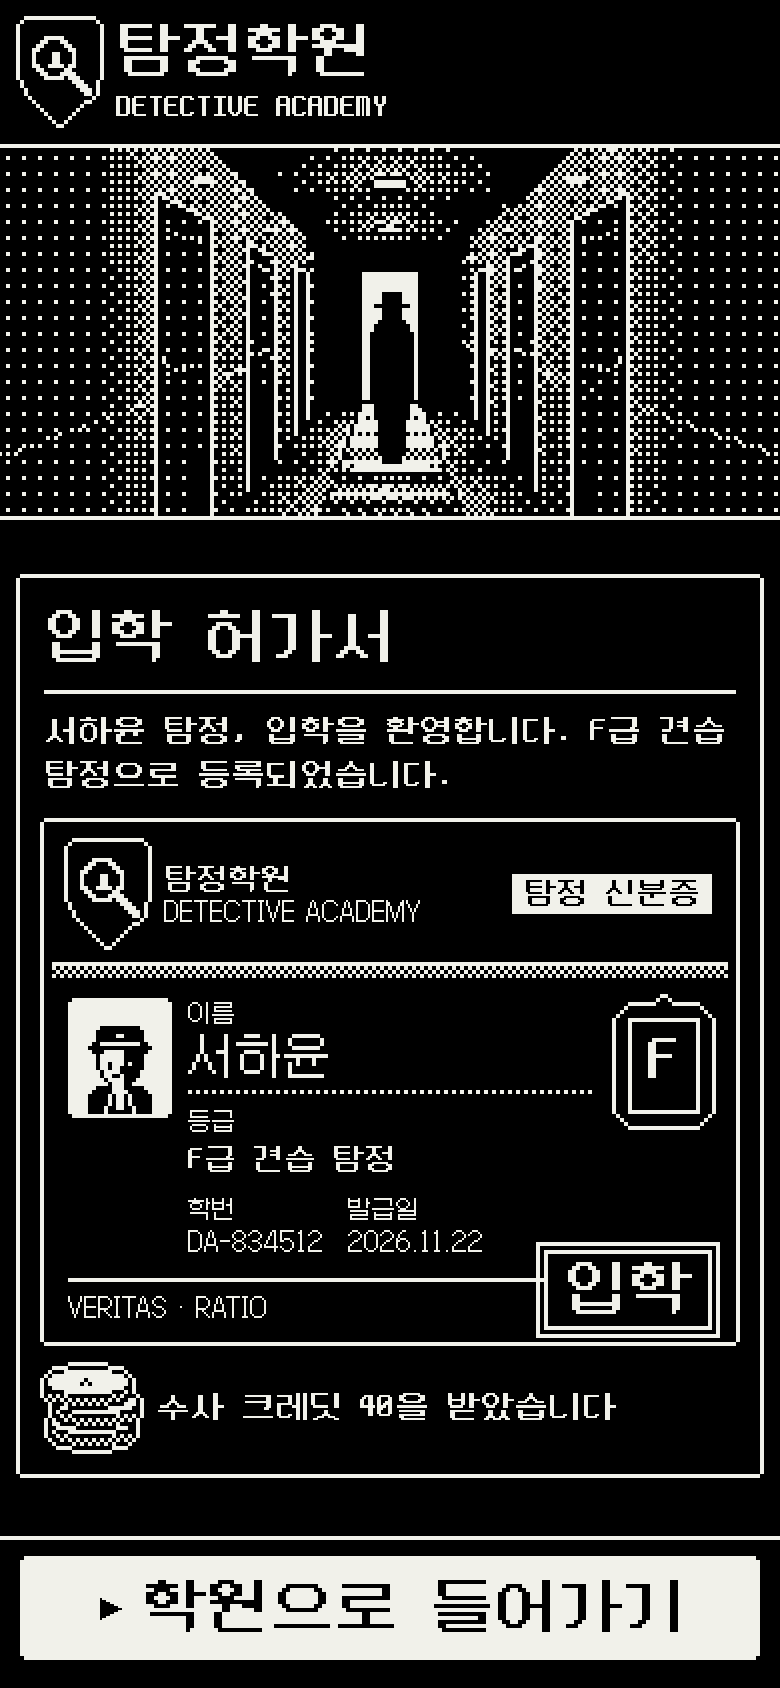 탐정학원
DETECTIVE ACADEMY
입학 허가서
서하윤 탐정, 입학을 환영합니다. F급 견습
탐정으로 등록되었습니다.
탐정학원
DETECTIVE ACADEMY
탐정 신분증
이름
서하윤
F
등급
F급 견습 탐정
학번
발급일
DA-834512
2026.11.22
입학
VERITAS · RATIO
수사 크레딧 40을 받았습니다
▸ 학원으로 들어가기